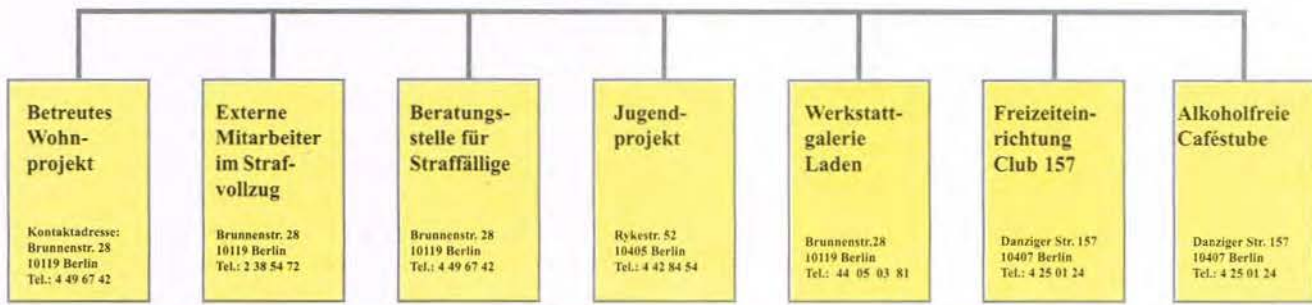 Betreutes
Wohn-
projekt
Kontaktadresse:
Brunnenstr. 28
10119 Berlin
Tel.: 4 49 67 42
Externe
Mitarbeiter
im Straf-
vollzug
Brunnenstr. 28
10119 Berlin
Tel.: 2 38 54 72
Beratungs-
stelle für
Straffällige
Brunnenstr. 28
10119 Berlin
Tel.: 4 49 67 42
Jugend-
projekt
Rykestr. 52
10405 Berlin
Tel.: 4 42 84 54
Werkstatt-
galerie
Laden
Brunnenstr.28
10119 Berlin
Tel.: 44 05 03 81
Freizeitein-
richtung
Club 157
Danziger Str. 157
10407 Berlin
Tel.: 4 25 01 24
Alkoholfreie
Caféstube
Danziger Str. 157
10407 Berlin
Tel.: 4 25 01 24